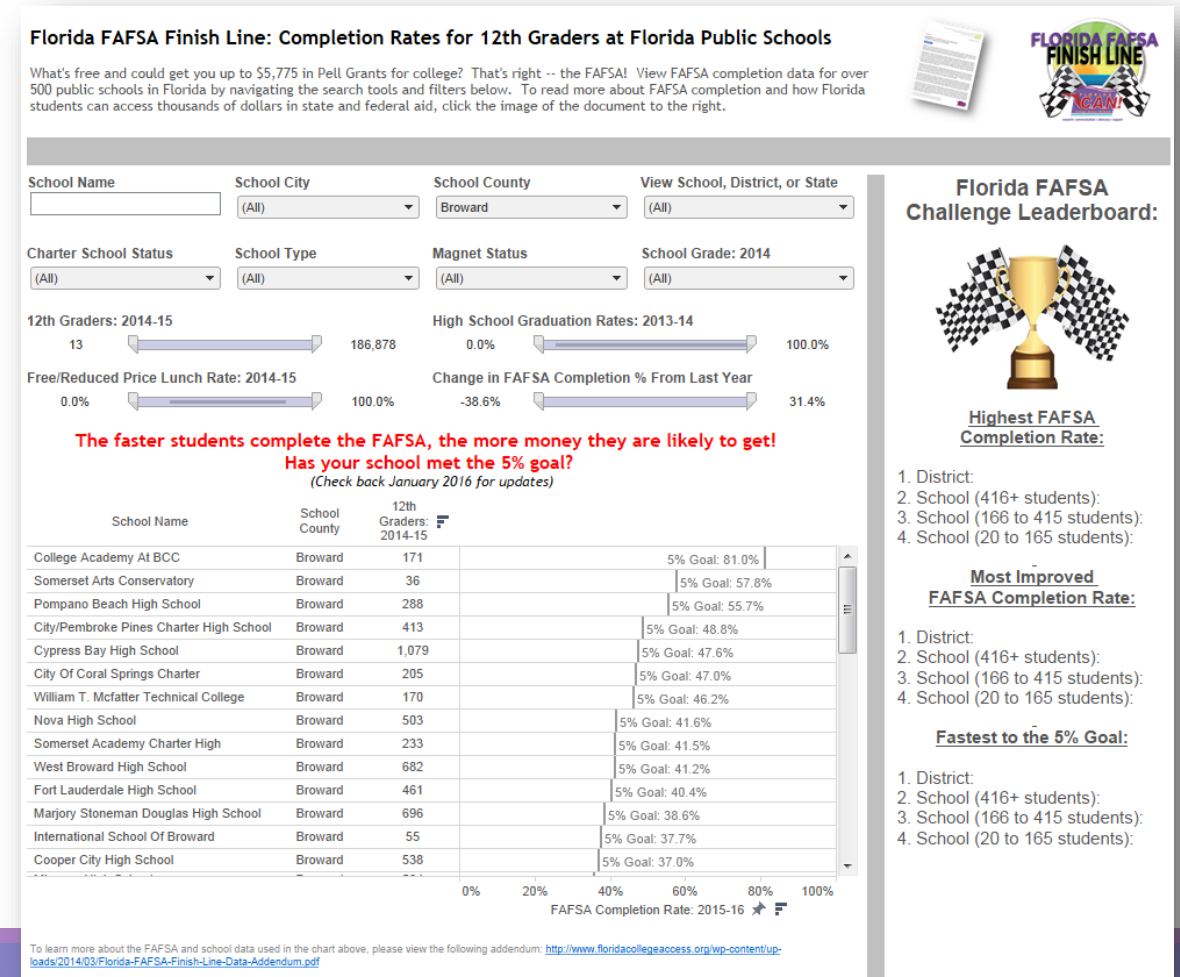 Florida FAFSA Finish Line: Completion Rates for 12th Graders at Florida Public Schools
What's free and could get you up to $5,775 in Pell Grants for college? That's right -- the FAFSA! View FAFSA completion data for over
500 public schools in Florida by navigating the search tools and filters below. To read more about FAFSA completion and how Florida
students can access thousands of dollars in state and federal aid, click the image of the document to the right.
FLORIDA FAFSA
FINISH LINE
CAN!
School Name School City School County View School, District, or State
(All) Broward (All)
Charter School Status School Type Magnet Status School Grade: 2014
(All) (All) (All) (All)
12th Graders: 2014-15 High School Graduation Rates: 2013-14
13 186,878 0.0% 100.0%
Free/Reduced Price Lunch Rate: 2014-15 Change in FAFSA Completion % From Last Year
0.0% 100.0% -38.6% 31.4%
The faster students complete the FAFSA, the more money they are likely to get!
Has your school met the 5% goal?
(Check back January 2016 for updates)
School Name School County 12th Graders: 2014-15
College Academy At BCC Broward 171 5% Goal: 81.0%
Somerset Arts Conservatory Broward 36 5% Goal: 57.8%
Pompano Beach High School Broward 288 5% Goal: 55.7%
City/Pembroke Pines Charter High School Broward 413 5% Goal: 48.8%
Cypress Bay High School Broward 1,079 5% Goal: 47.6%
City Of Coral Springs Charter Broward 205 5% Goal: 47.0%
William T. Mcfatter Technical College Broward 170 5% Goal: 46.2%
Nova High School Broward 503 5% Goal: 41.6%
Somerset Academy Charter High Broward 233 5% Goal: 41.5%
West Broward High School Broward 682 5% Goal: 41.2%
Fort Lauderdale High School Broward 461 5% Goal: 40.4%
Marjory Stoneman Douglas High School Broward 696 5% Goal: 38.6%
International School Of Broward Broward 55 5% Goal: 37.7%
Cooper City High School Broward 538 5% Goal: 37.0%
0% 20% 40% 60% 80% 100%
FAFSA Completion Rate: 2015-16
To learn more about the FAFSA and school data used in the chart above, please view the following addendum: http://www.floridacollegeaccess.org/wp-content/up-
loads/2014/03/Florida-FAFSA-Finish-Line-Data-Addendum.pdf
Florida FAFSA
Challenge Leaderboard:
Highest FAFSA
Completion Rate:
1. District:
2. School (416+ students):
3. School (166 to 415 students):
4. School (20 to 165 students):
Most Improved
FAFSA Completion Rate:
1. District:
2. School (416+ students):
3. School (166 to 415 students):
4. School (20 to 165 students):
Fastest to the 5% Goal:
1. District:
2. School (416+ students):
3. School (166 to 415 students):
4. School (20 to 165 students):